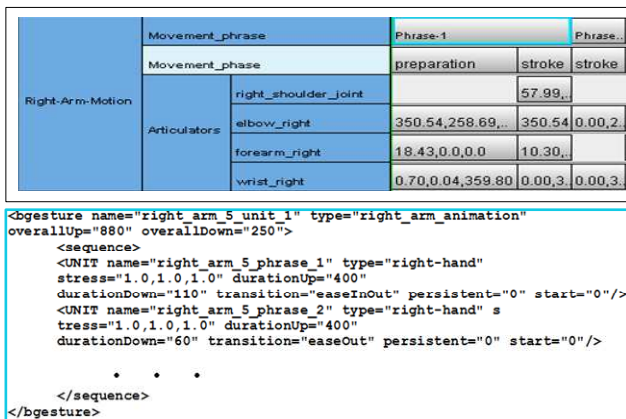 Movement_phrase Phrase-1 Phrase..
Movement_phase preparation stroke stroke
Right-Arm-Motion Articulators
right_shoulder_joint 57.99,..
elbow_right 350.54,258.69,.. 350.54 0.00,2..
forearm_right 18.43,0.0,0.0 10.30,..
wrist_right 0.70,0.04,359.80 0.00,3.. 0.00,3..
<bgesture name="right_arm_5_unit_1" type="right_arm_animation"
overallUp="880" overallDown="250">
<sequence>
<UNIT name="right_arm_5_phrase_1" type="right-hand"
stress="1.0,1.0,1.0" durationUp="400"
durationDown="110" transition="easeInOut" persistent="0" start="0"/>
<UNIT name="right_arm_5_phrase_2" type="right-hand" s
tress="1.0,1.0,1.0" durationUp="400"
durationDown="60" transition="easeOut" persistent="0" start="0"/>
. . .
</sequence>
</bgesture>